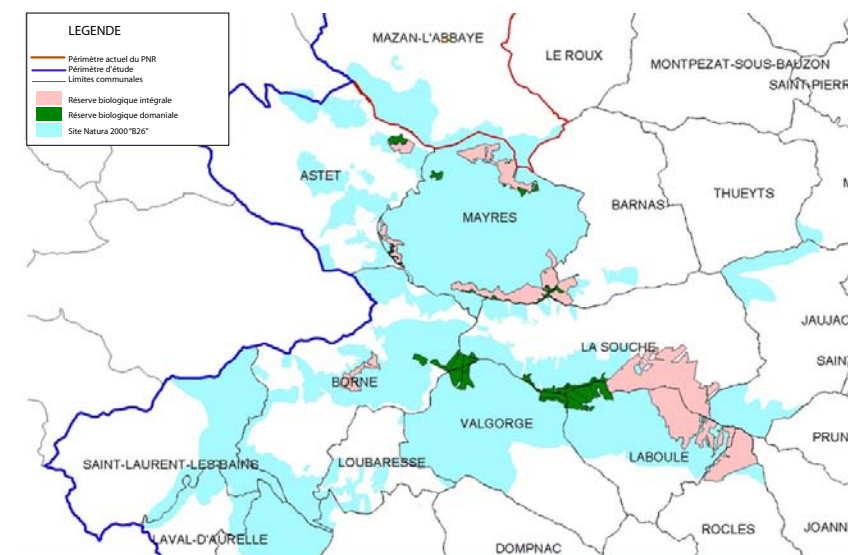 LEGENDE
Périmètre actuel du PNR
Périmètre d'étude
Limites communales
Réserve biologique intégrale
Réserve biologique domaniale
Site Natura 2000 "B26"
MAZAN-L'ABBAYE
LE ROUX
MONTPEZAT-SOUS-BAUZON
SAINT-PIERR
ASTET
MAYRES
BARNAS
THUEYTS
M
JAUJAC
LA SOUCHE
SAIN
BORNE
VALGORGE
PRUN
SAINT-LAURENT-LES-BAINS
LOUBARESSE
LABOULE
LAVAL-D'AURELLE
DOMPNAC
ROCLES
JOANN